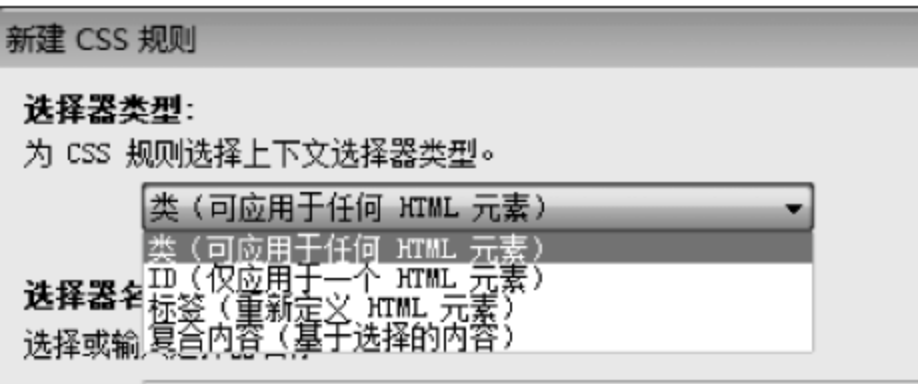 新建 CSS 规则
选择器类型:
为 CSS 规则选择上下文选择器类型。
类（可应用于任何 HTML 元素）
类（可应用于任何 HTML 元素）
ID（仅应用于一个 HTML 元素）
标签（重新定义 HTML 元素）
复合内容（基于选择的内容）
选择器名
选择或输